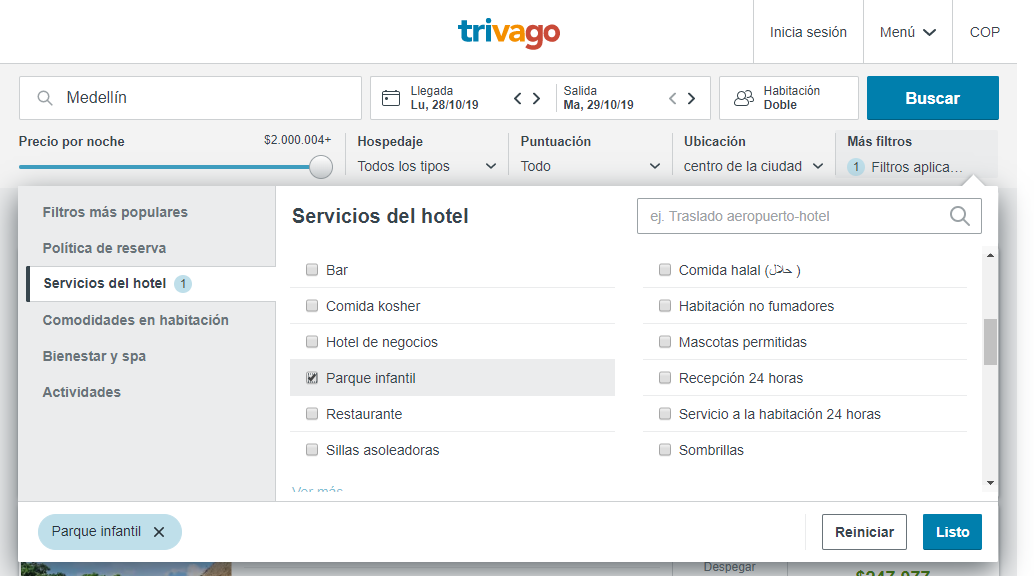 trivago
Inicia sesión
Menú
COP
Medellín
Llegada
Lu, 28/10/19
Salida
Ma, 29/10/19
Habitación
Doble
Buscar
Precio por noche
$2.000.004+
Hospedaje
Todos los tipos
Puntuación
Todo
Ubicación
centro de la ciudad
Más filtros
1 Filtros aplica...
Filtros más populares
Política de reserva
Servicios del hotel 1
Comodidades en habitación
Bienestar y spa
Actividades
Servicios del hotel
ej. Traslado aeropuerto-hotel
Bar
Comida halal (حلال)
Comida kosher
Habitación no fumadores
Hotel de negocios
Mascotas permitidas
Parque infantil
Recepción 24 horas
Restaurante
Servicio a la habitación 24 horas
Sillas asoleadoras
Sombrillas
Ver más
Parque infantil
Reiniciar
Listo
Despegar
$247.077